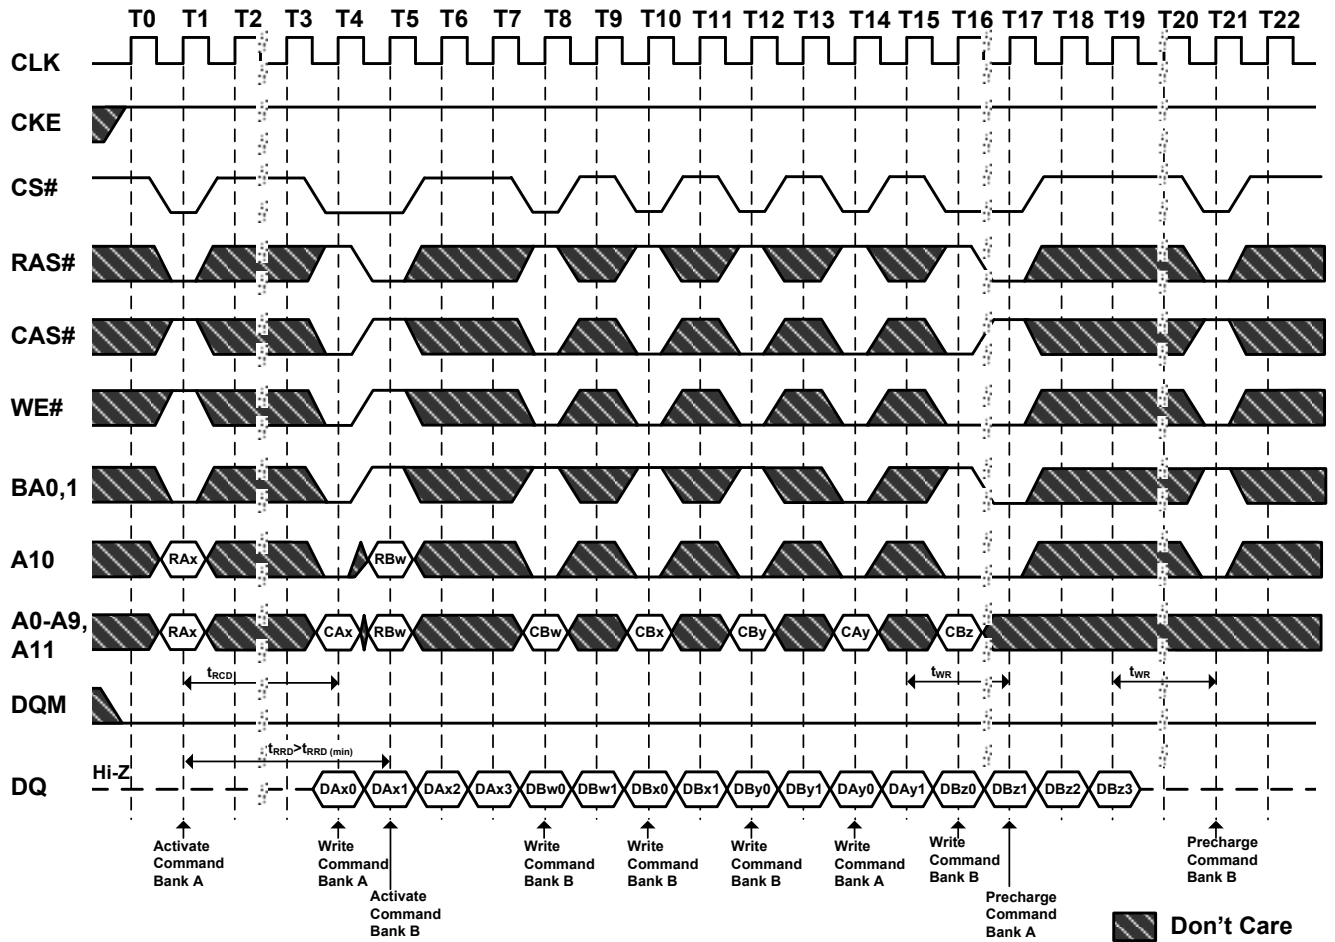 T0 T1 T2 T3 T4 T5 T6 T7 T8 T9 T10 T11 T12 T13 T14 T15 T16 T17 T18 T19 T20 T21 T22
CLK
CKE
CS#
RAS#
CAS#
WE#
BA0,1
A10
RAx RBw
A0-A9,
A11
RAx CAx RBw CBw CBx CBy CAy CBz
tRCD tWR tWR
DQM
tRRD>tRRD (min)
Hi-Z
DQ
DAx0 DAx1 DAx2 DAx3 DBw0 DBw1 DBx0 DBx1 DBy0 DBy1 DAy0 DAy1 DBz0 DBz1 DBz2 DBz3
Activate
Command
Bank A
Write
Command
Bank A
Activate
Command
Bank B
Write
Command
Bank B
Write
Command
Bank B
Write
Command
Bank B
Write
Command
Bank A
Write
Command
Bank B
Precharge
Command
Bank A
Precharge
Command
Bank B
Don't Care